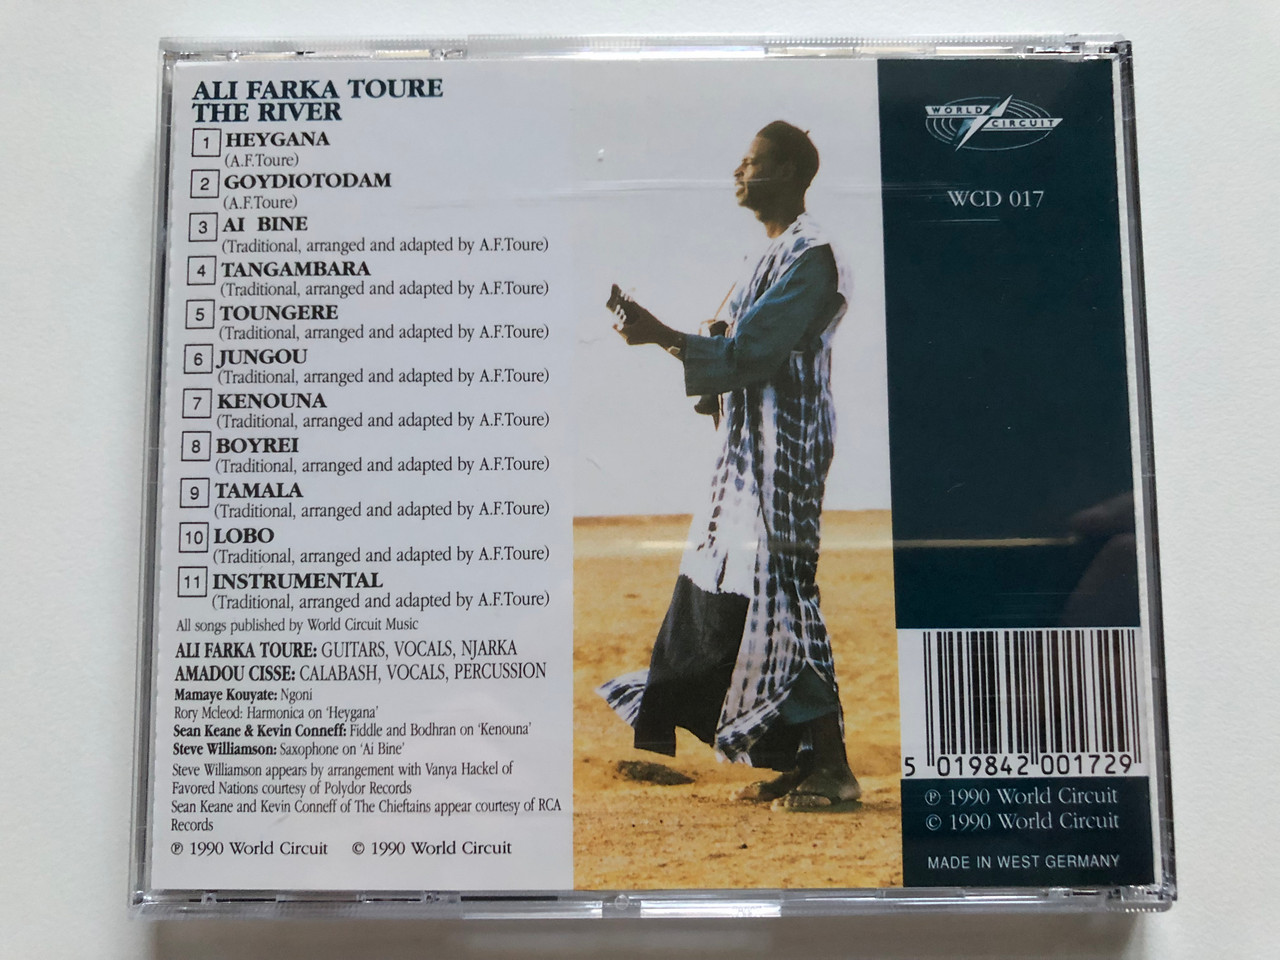 ALI FARKA TOURE
THE RIVER
1 HEYGANA
(A.F.Toure)
2 GOYDIOTODAM
(A.F.Toure)
3 AI BINE
(Traditional, arranged and adapted by A.F.Toure)
4 TANGAMBARA
(Traditional, arranged and adapted by A.F.Toure)
5 TOUNGERE
(Traditional, arranged and adapted by A.F.Toure)
6 JUNGOU
(Traditional, arranged and adapted by A.F.Toure)
7 KENOUNA
(Traditional, arranged and adapted by A.F.Toure)
8 BOYREI
(Traditional, arranged and adapted by A.F.Toure)
9 TAMALA
(Traditional, arranged and adapted by A.F.Toure)
10 LOBO
(Traditional, arranged and adapted by A.F.Toure)
11 INSTRUMENTAL
(Traditional, arranged and adapted by A.F.Toure)
All songs published by World Circuit Music
ALI FARKA TOURE: GUITARS, VOCALS, NJARKA
AMADOU CISSE: CALABASH, VOCALS, PERCUSSION
Mamaye Kouyate: Ngoni
Rory Mcleod: Harmonica on 'Heygana'
Sean Keane & Kevin Conneff: Fiddle and Bodhran on 'Kenouna'
Steve Williamson: Saxophone on 'Ai Bine'
Steve Williamson appears by arrangement with Vanya Hackel of
Favored Nations courtesy of Polydor Records
Sean Keane and Kevin Conneff of The Chieftains appear courtesy of RCA
Records
℗ 1990 World Circuit © 1990 World Circuit
WORLD
CIRCUIT
WCD 017
5 019842 001729
℗ 1990 World Circuit
© 1990 World Circuit
MADE IN WEST GERMANY